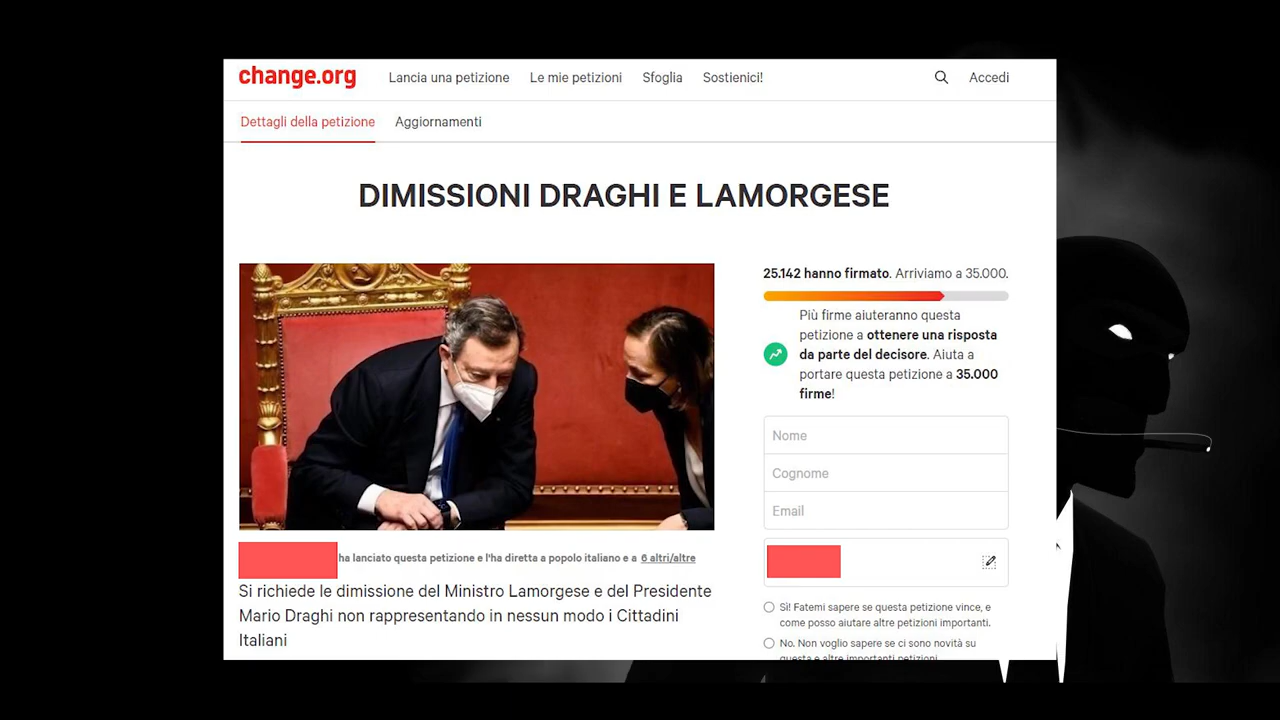 change.org
Lancia una petizione
Le mie petizioni
Sfoglia
Sostienici!
Accedi
Dettagli della petizione
Aggiornamenti
DIMISSIONI DRAGHI E LAMORGESE
25.142 hanno firmato. Arriviamo a 35.000.
Più firme aiuteranno questa
petizione a ottenere una risposta
da parte del decisore. Aiuta a
portare questa petizione a 35.000
firme!
Nome
Cognome
Email
ha lanciato questa petizione e l'ha diretta a popolo italiano e a 6 altri/altre
Si richiede le dimissione del Ministro Lamorgese e del Presidente
Mario Draghi non rappresentando in nessun modo i Cittadini
Italiani
Sì! Fatemi sapere se questa petizione vince, e
come posso aiutare altre petizioni importanti.
No. Non voglio sapere se ci sono novità su
questa e altre importanti petizioni